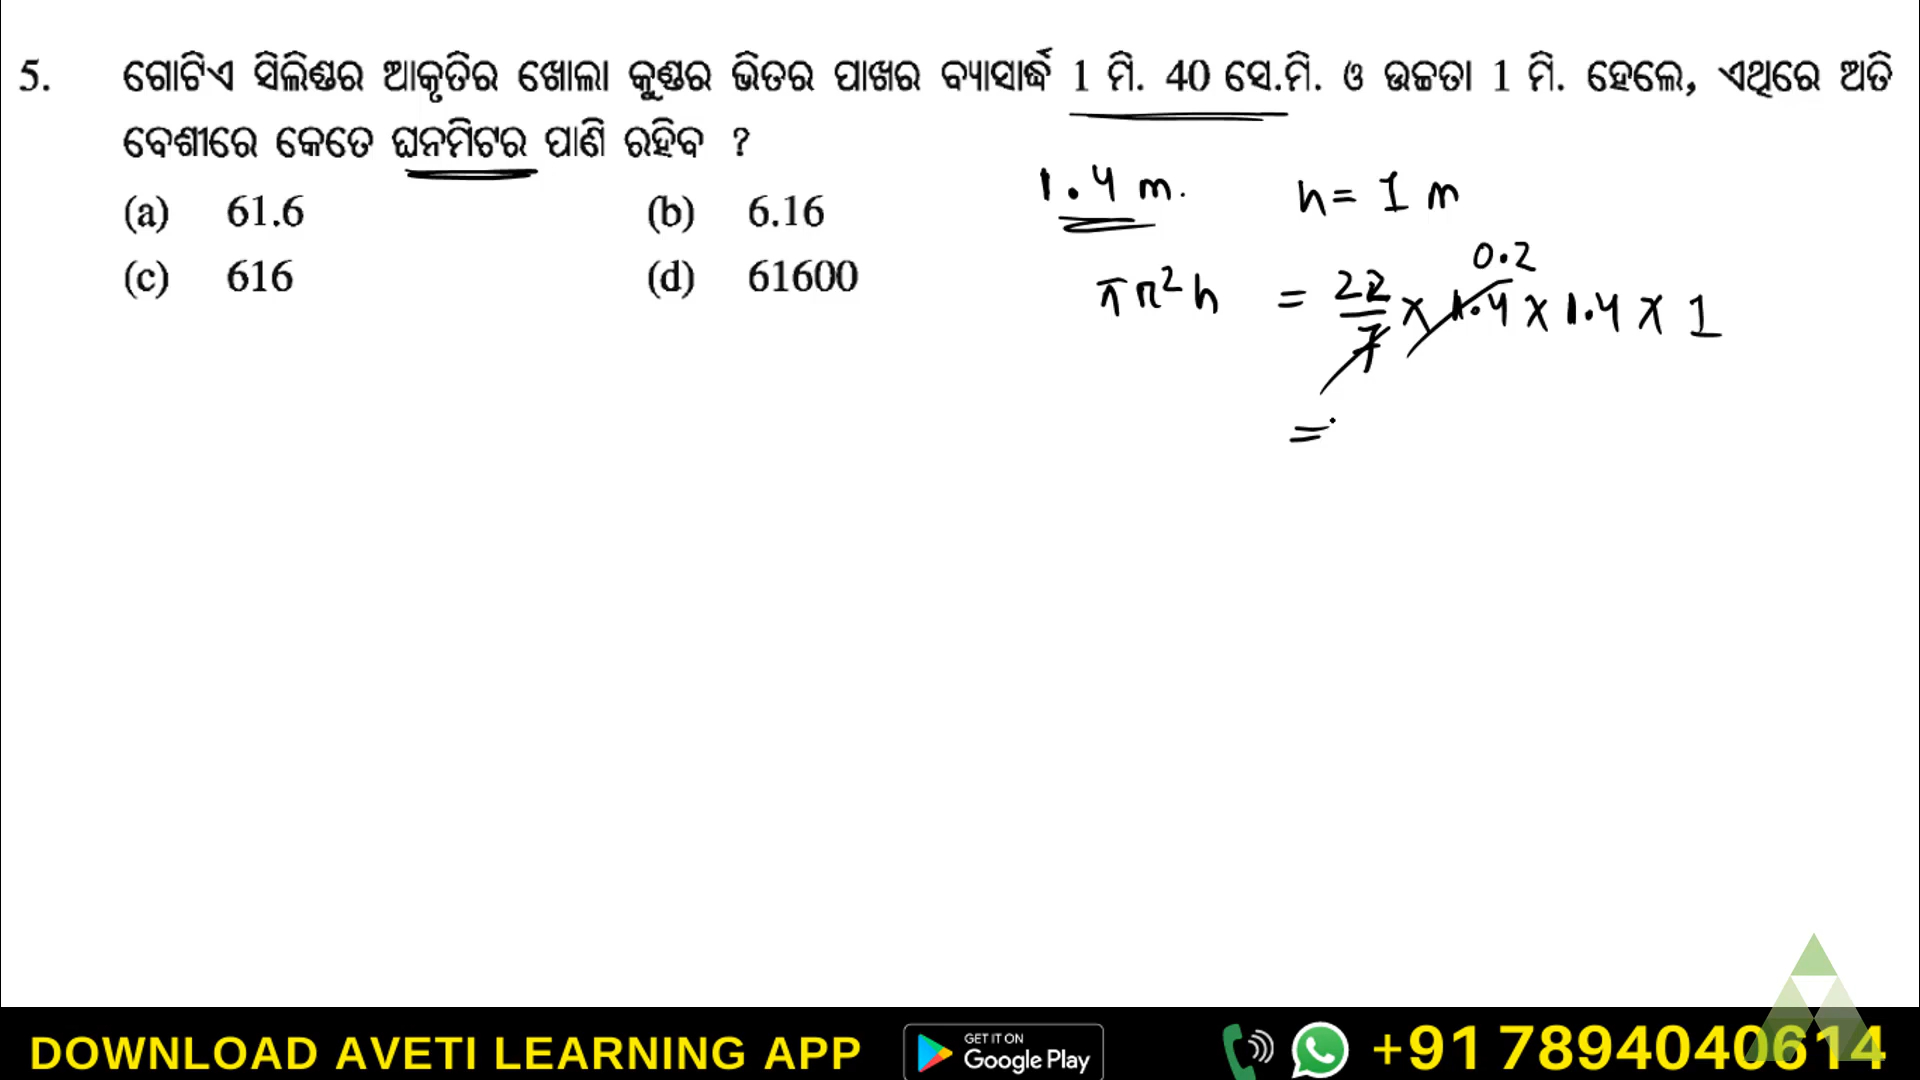 5. ଗୋଟିଏ ସିଲିଣ୍ଡର ଆକୃତିର ଖୋଲା କୁଣ୍ଡର ଭିତର ପାଖର ବ୍ୟାସାର୍ଦ୍ଧ 1 ମି. 40 ସେ.ମି. ଓ ଉଚ୍ଚତା 1 ମି. ହେଲେ, ଏଥିରେ ଅତି
ବେଶୀରେ କେତେ ଘନମିଟର ପାଣି ରହିବ ?
(a) 61.6 (b) 6.16
(c) 616 (d) 61600
1.4 m. h = 1 m
0.2
πr²h = 22/7 x 1.4 x 1.4 x 1
=
DOWNLOAD AVETI LEARNING APP GET IT ON Google Play +91 7894040614